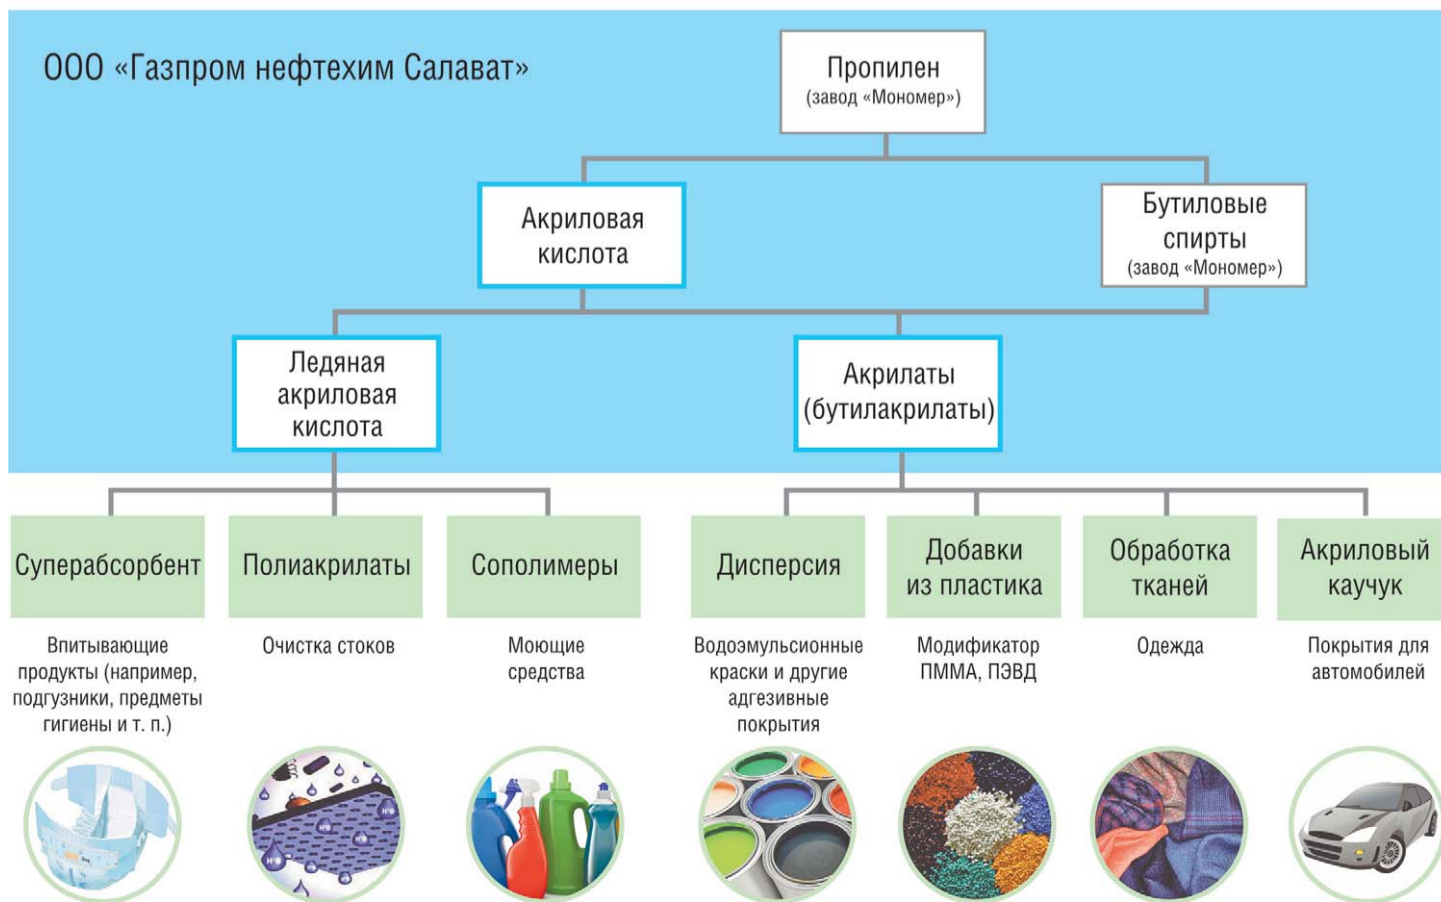 ООО «Газпром нефтехим Салават»
Пропилен
(завод «Мономер»)
Акриловая
кислота
Бутиловые
спирты
(завод «Мономер»)
Ледяная
акриловая
кислота
Акрилаты
(бутилакрилаты)
Суперабсорбент
Полиакрилаты
Сополимеры
Дисперсия
Добавки
из пластика
Обработка
тканей
Акриловый
каучук
Впитывающие
продукты (например,
подгузники, предметы
гигиены и т. п.)
Очистка стоков
Моющие
средства
Водоэмульсионные
краски и другие
адгезивные
покрытия
Модификатор
ПММА, ПЭВД
Одежда
Покрытия для
автомобилей